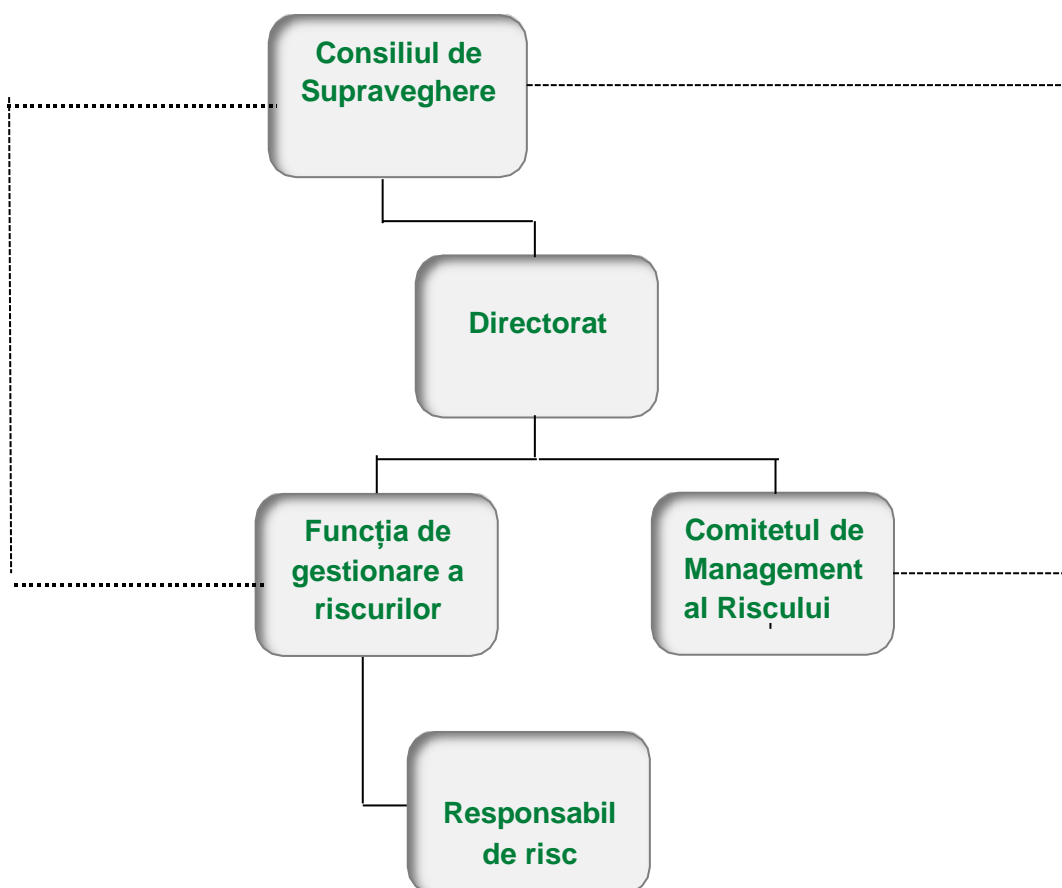 Consiliul de
Supraveghere
Directorat
Funcția de
gestionare a
riscurilor
Comitetul de
Management
al Riscului
Responsabil
de risc